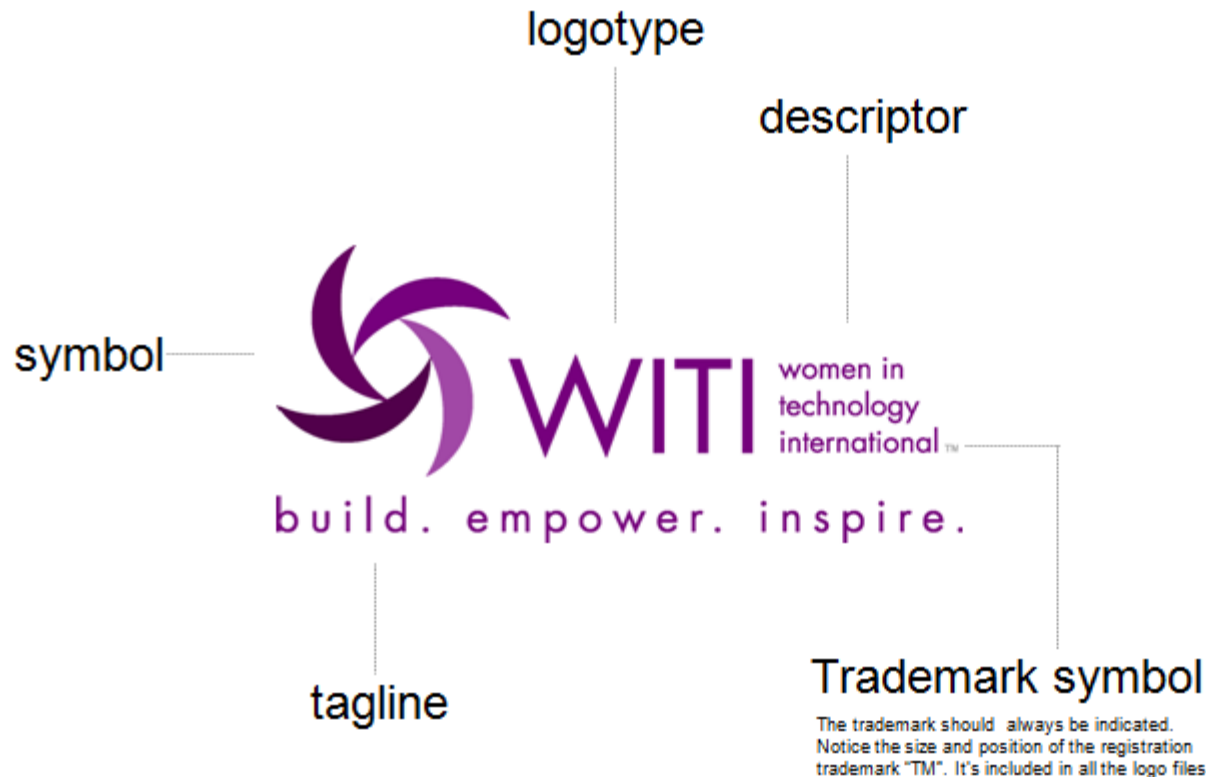 logotype
descriptor
symbol
WITI
women in
technology
international TM
build. empower. inspire.
tagline
Trademark symbol
The trademark should always be indicated.
Notice the size and position of the registration
trademark "TM". It's included in all the logo files